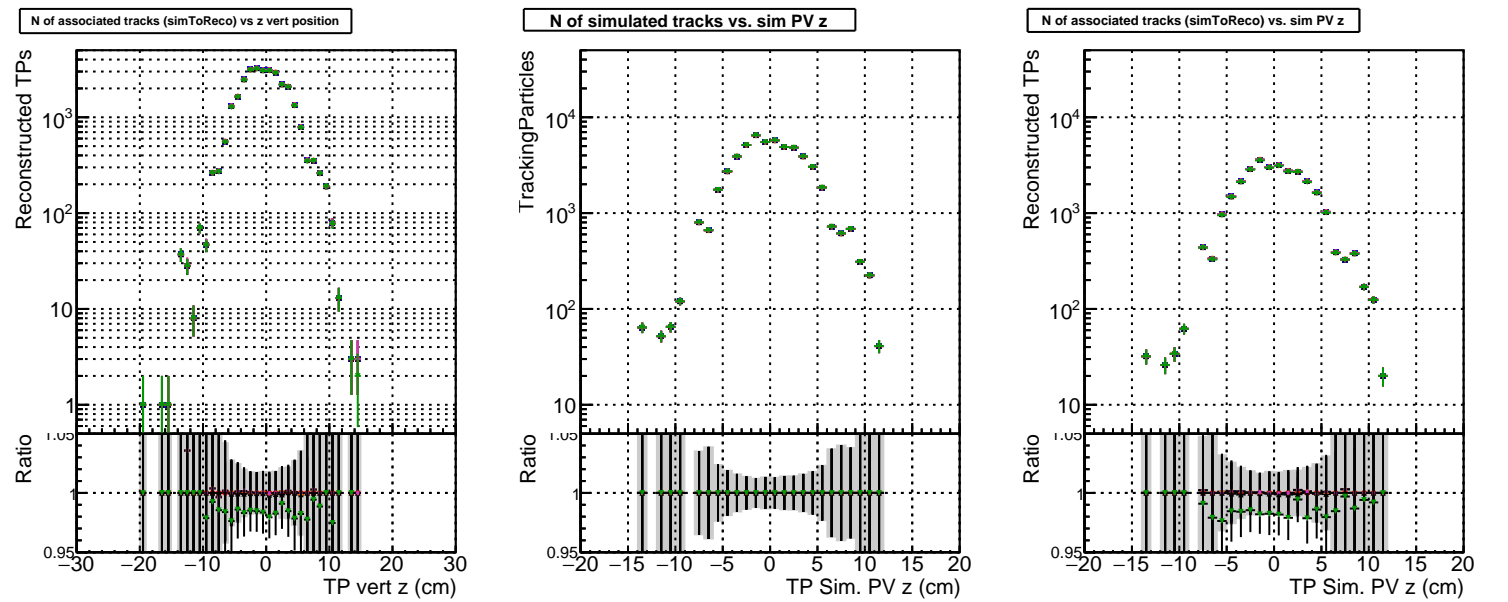 N of associated tracks (simToReco) vs z vert position
Reconstructed TPs
10³
10²
10
1
Ratio
1.05
1
0.95
−30 −20 −10 0 10 20 30
TP vert z (cm)
N of simulated tracks vs. sim PV z
TrackingParticles
10⁴
10³
10²
10
Ratio
1.05
1
0.95
−20 −15 −10 −5 0 5 10 15 20
TP Sim. PV z (cm)
N of associated tracks (simToReco) vs. sim PV z
Reconstructed TPs
10⁴
10³
10²
10
Ratio
1.05
1
0.95
−20 −15 −10 −5 0 5 10 15 20
TP Sim. PV z (cm)